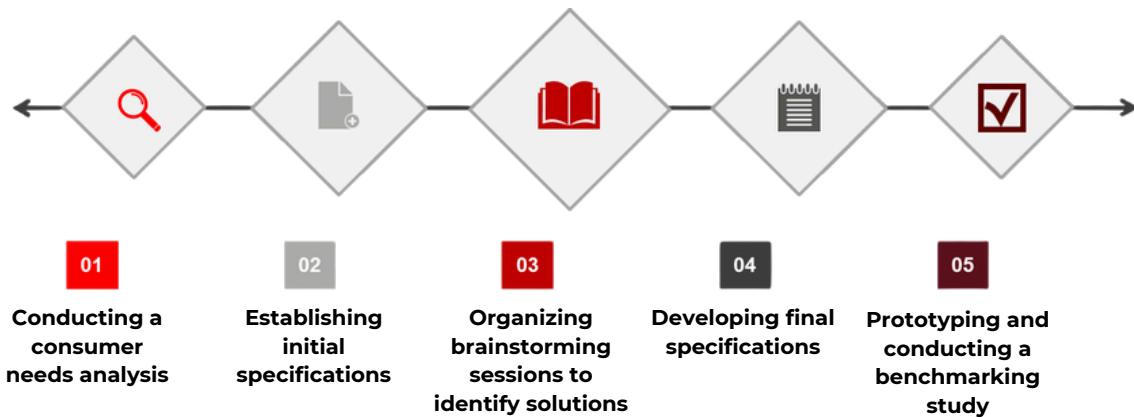 01
Conducting a
consumer
needs analysis
02
Establishing
initial
specifications
03
Organizing
brainstorming
sessions to
identify solutions
04
Developing final
specifications
05
Prototyping and
conducting a
benchmarking
study